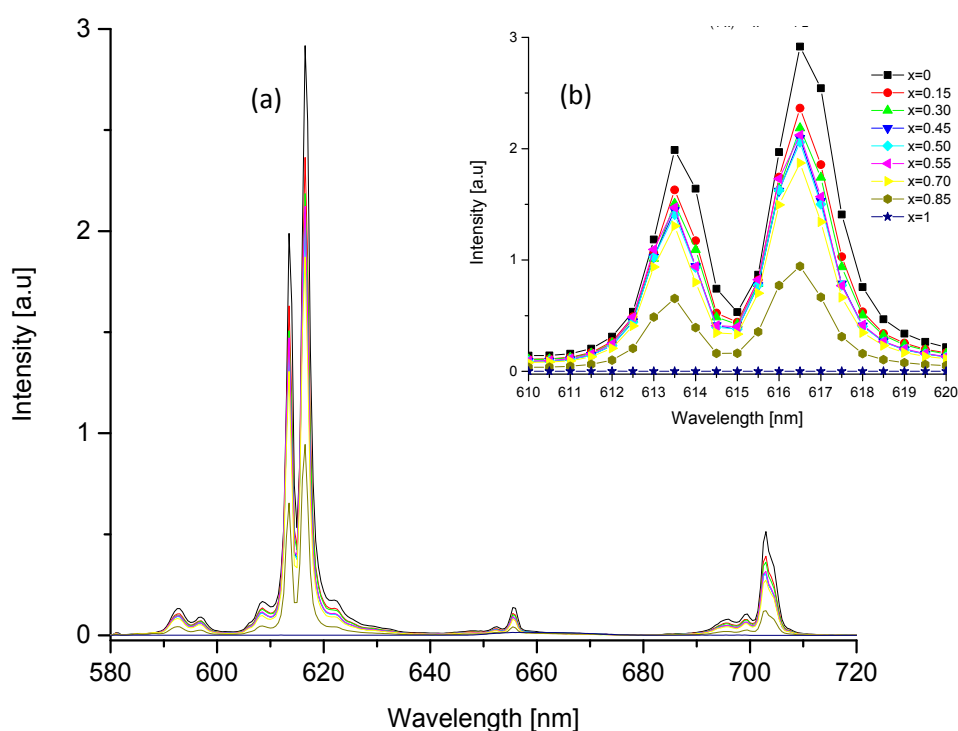 (a)
Intensity [a.u]
3
2
1
0
580 600 620 640 660 680 700 720
Wavelength [nm]
(b)
Intensity [a.u]
3
2
1
0
610 611 612 613 614 615 616 617 618 619 620
Wavelength [nm]
x=0
x=0.15
x=0.30
x=0.45
x=0.50
x=0.55
x=0.70
x=0.85
x=1